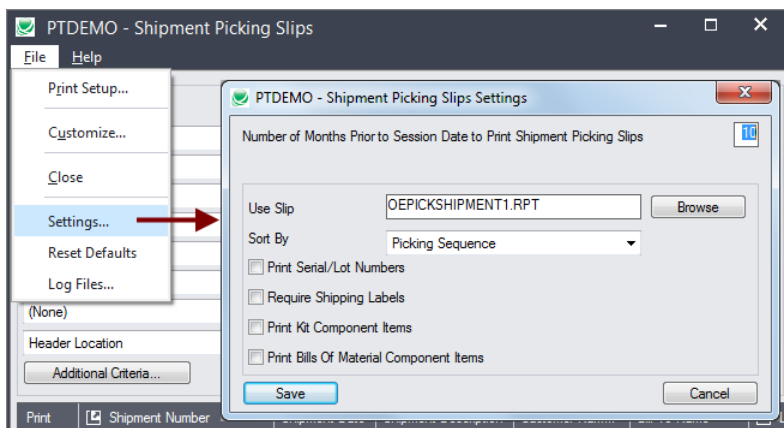 PTDEMO - Shipment Picking Slips
File Help
Print Setup...
Customize...
Close
Settings...
Reset Defaults
Log Files...
(None)
Header Location
Additional Criteria...
Print Shipment Number
PTDEMO - Shipment Picking Slips Settings
Number of Months Prior to Session Date to Print Shipment Picking Slips 10
Use Slip OEPICKSHIPMENT1.RPT Browse
Sort By Picking Sequence
Print Serial/Lot Numbers
Require Shipping Labels
Print Kit Component Items
Print Bills Of Material Component Items
Save Cancel